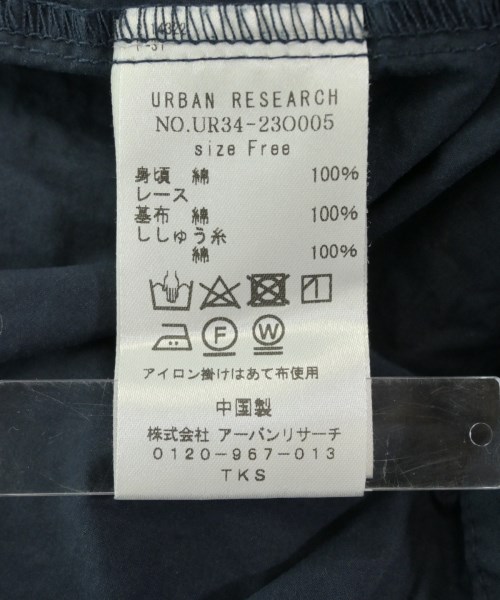 URBAN RESEARCH
NO.UR34-23O005
size Free
身頃 綿 100%
レース
基布 綿 100%
ししゅう糸
綿 100%
F W
アイロン掛けはあて布使用
中国製
株式会社 アーバンリサーチ
0120-967-013
TKS